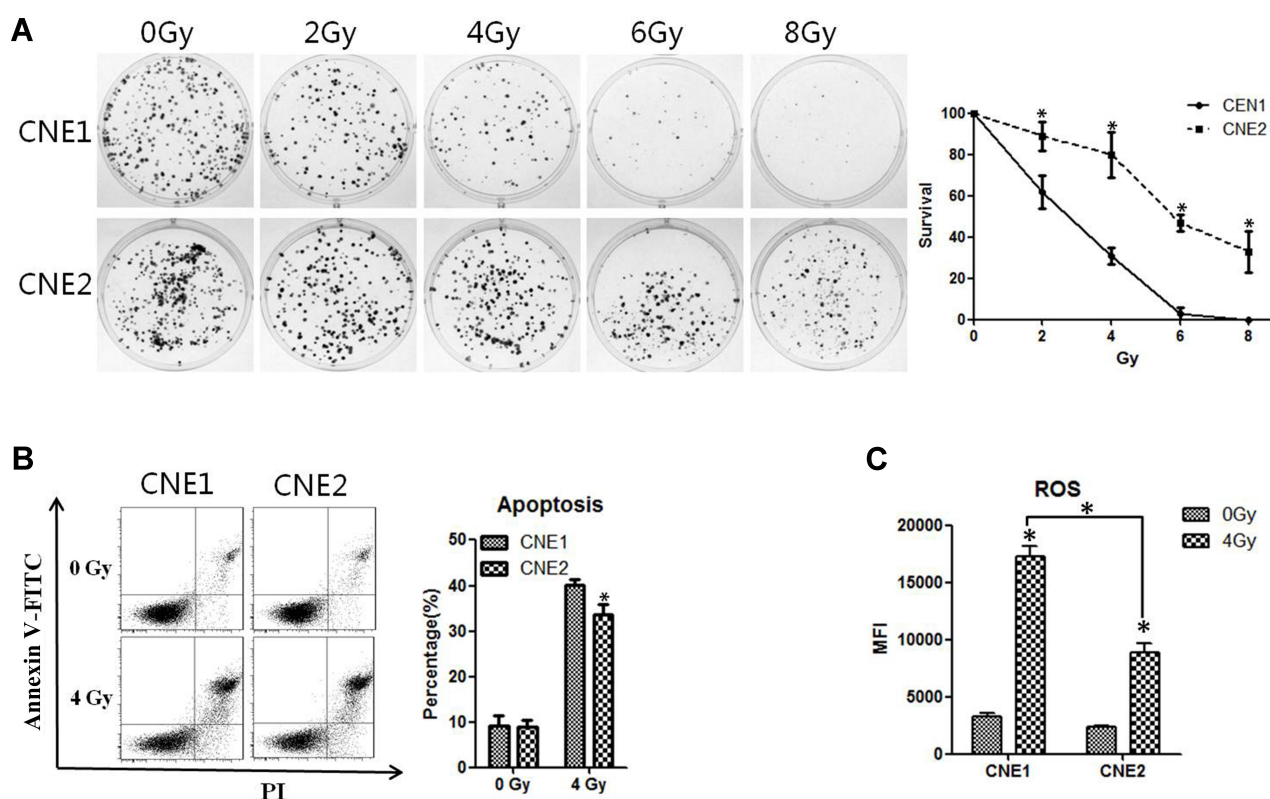 A
0Gy 2Gy 4Gy 6Gy 8Gy
CNE1
CNE2
CEN1
CNE2
Survival
100
80
60
40
20
0
0 2 4 6 8
Gy
B
CNE1 CNE2
0 Gy
4 Gy
Annexin V-FITC
PI
Apoptosis
CNE1
CNE2
Percentage(%)
50
40
30
20
10
0
*
0 Gy 4 Gy
C
ROS
0Gy
4Gy
MFI
20000
15000
10000
5000
0
*
*
*
CNE1 CNE2
* * * *